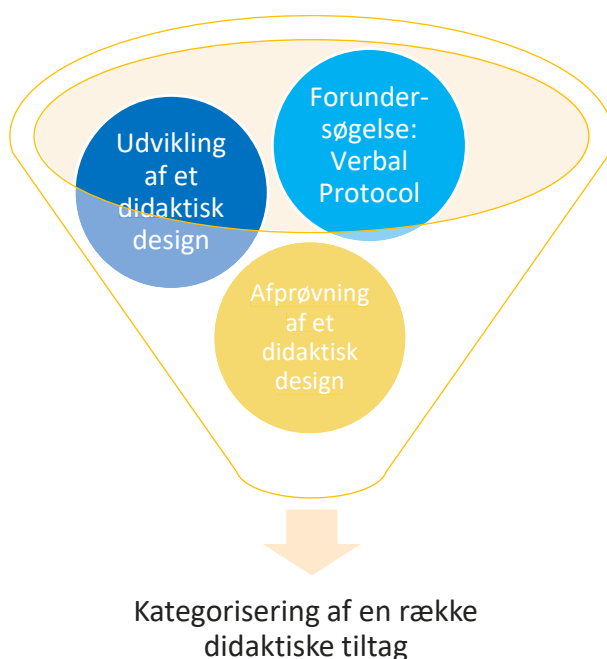 Forunder-
søgelse:
Verbal
Protocol
Udvikling
af et
didaktisk
design
Afprøvning
af et
didaktisk
design
Kategorisering af en række
didaktiske tiltag